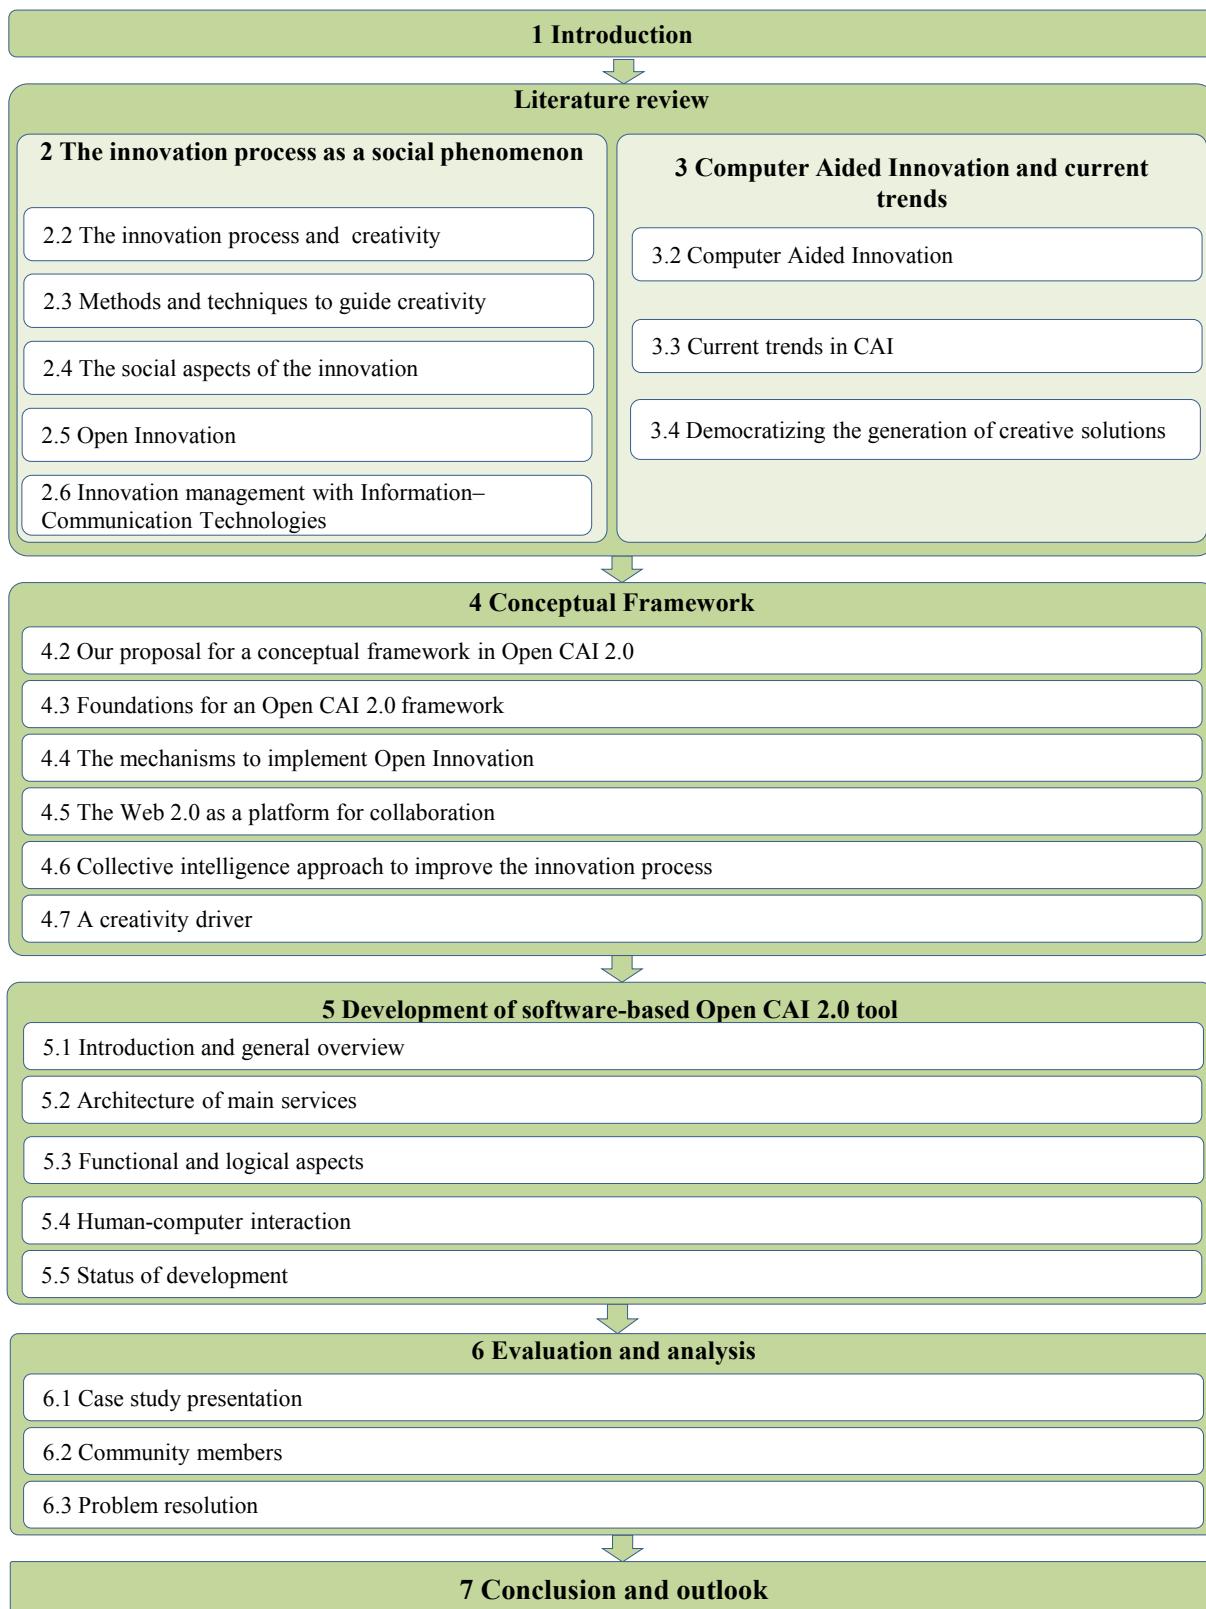 1 Introduction
Literature review
2 The innovation process as a social phenomenon
2.2 The innovation process and creativity
2.3 Methods and techniques to guide creativity
2.4 The social aspects of the innovation
2.5 Open Innovation
2.6 Innovation management with Information–
Communication Technologies
3 Computer Aided Innovation and current
trends
3.2 Computer Aided Innovation
3.3 Current trends in CAI
3.4 Democratizing the generation of creative solutions
4 Conceptual Framework
4.2 Our proposal for a conceptual framework in Open CAI 2.0
4.3 Foundations for an Open CAI 2.0 framework
4.4 The mechanisms to implement Open Innovation
4.5 The Web 2.0 as a platform for collaboration
4.6 Collective intelligence approach to improve the innovation process
4.7 A creativity driver
5 Development of software-based Open CAI 2.0 tool
5.1 Introduction and general overview
5.2 Architecture of main services
5.3 Functional and logical aspects
5.4 Human-computer interaction
5.5 Status of development
6 Evaluation and analysis
6.1 Case study presentation
6.2 Community members
6.3 Problem resolution
7 Conclusion and outlook